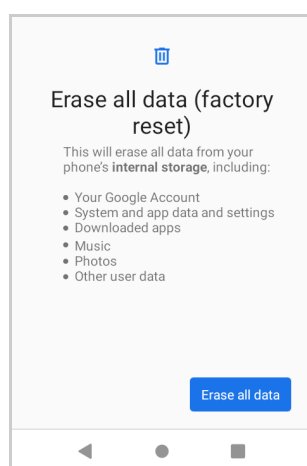 Erase all data (factory
reset)
This will erase all data from your
phone's internal storage, including:
• Your Google Account
• System and app data and settings
• Downloaded apps
• Music
• Photos
• Other user data
Erase all data